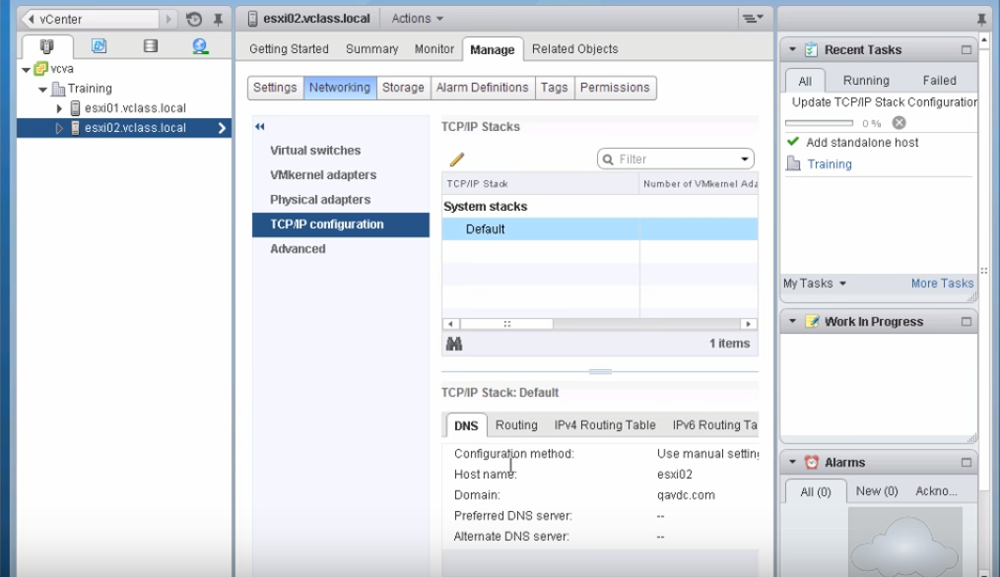 vCenter
vcva
Training
esxi01.vclass.local
esxi02.vclass.local
esxi02.vclass.local
Actions
Getting Started
Summary
Monitor
Manage
Related Objects
Settings
Networking
Storage
Alarm Definitions
Tags
Permissions
Virtual switches
VMkernel adapters
Physical adapters
TCP/IP configuration
Advanced
TCP/IP Stacks
Filter
TCP/IP Stack
Number of VMkernel Ada
System stacks
Default
1 items
TCP/IP Stack: Default
DNS
Routing
IPv4 Routing Table
IPv6 Routing Ta
Configuration method:
Use manual setting
Host name:
esxi02
Domain:
qavdc.com
Preferred DNS server:
--
Alternate DNS server:
--
Recent Tasks
All
Running
Failed
Update TCP/IP Stack Configuration
0 %
Add standalone host
Training
My Tasks
More Tasks
Work In Progress
Alarms
All (0)
New (0)
Ackno...